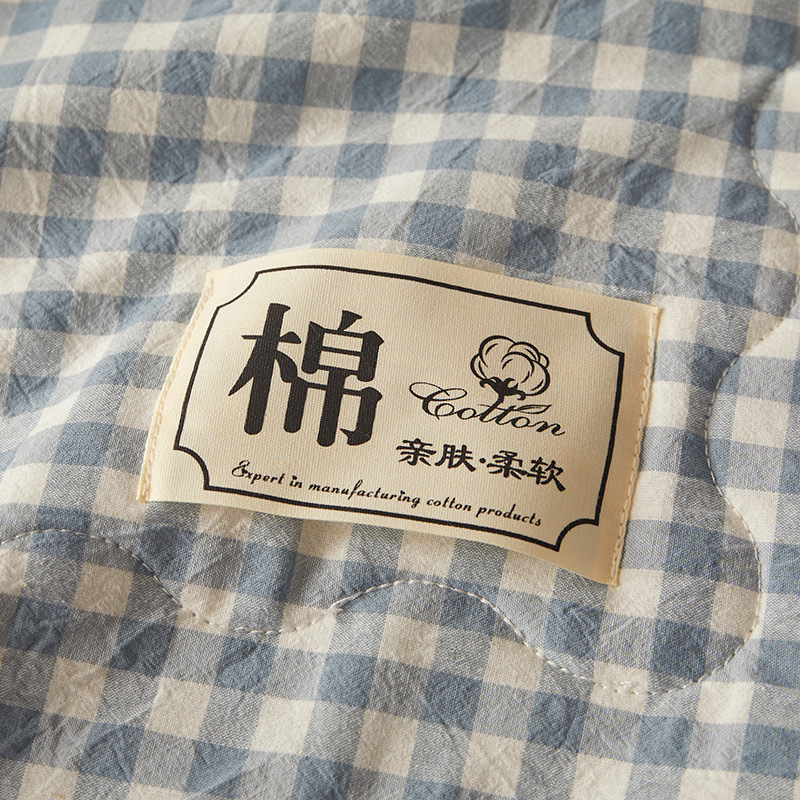 棉
Cotton
亲肤·柔软
Expert in manufacturing cotton products